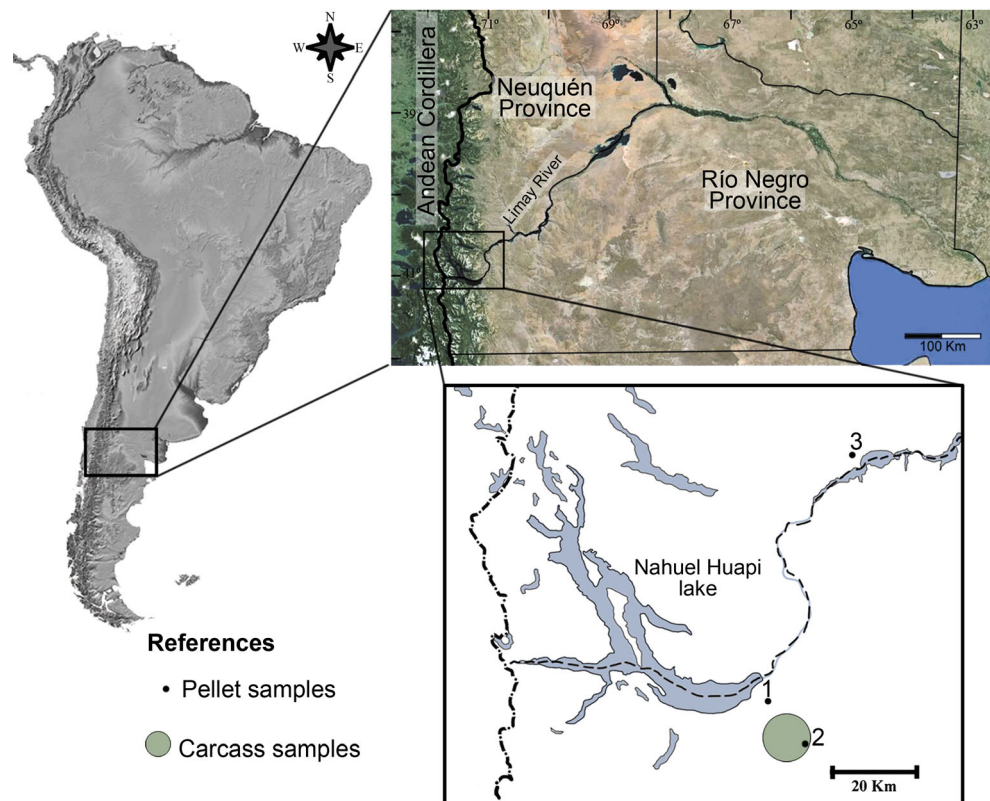 N
W
E
S
71°
69°
67°
65°
63°
39°
41°
Andean Cordillera
Neuquén
Province
Limay River
Río Negro
Province
100 Km
3
Nahuel Huapi
lake
1
2
20 Km
References
Pellet samples
Carcass samples